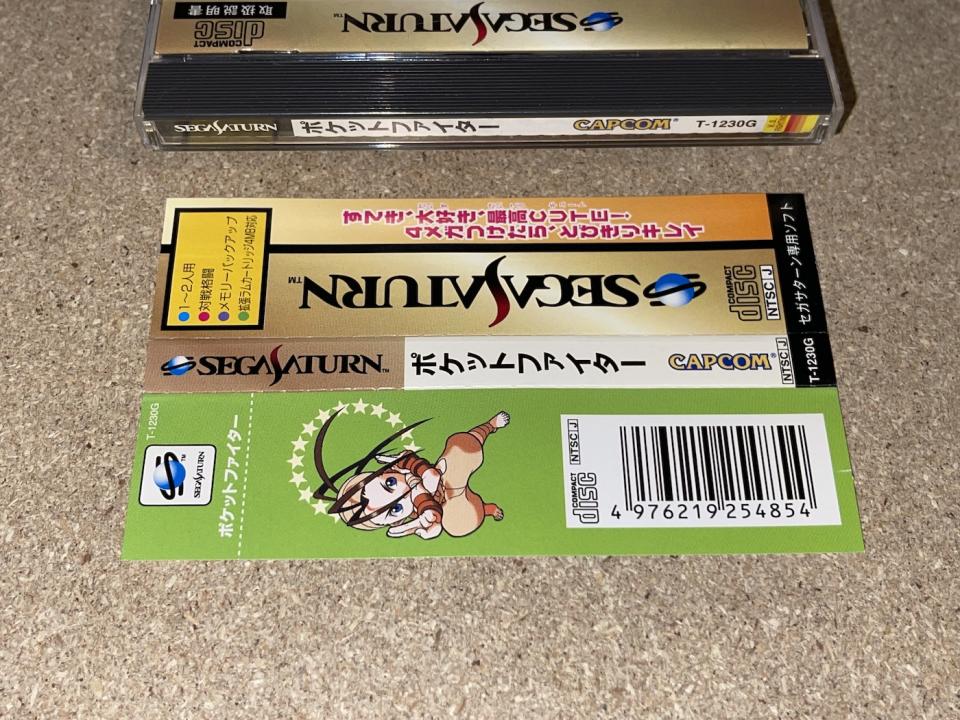 取扱説明書
COMPACT disc
SEGASATURN™
SEGASATURN
ポケットファイター
CAPCOM®
T-1230G
すてき、大好き、最高CUTE!
4メガつけたら、とびきりキレイ
●1〜2人用
●対戦格闘
●メモリーバックアップ
●拡張ラムカートリッジ4MB対応
SEGASATURN™
COMPACT disc
NTSC J
セガサターン専用ソフト
SEGASATURN™
ポケットファイター
CAPCOM®
NTSC J
T-1230G
T-1230G
SEGASATURN™
ポケットファイター
COMPACT disc
NTSC J
4 976219 254854